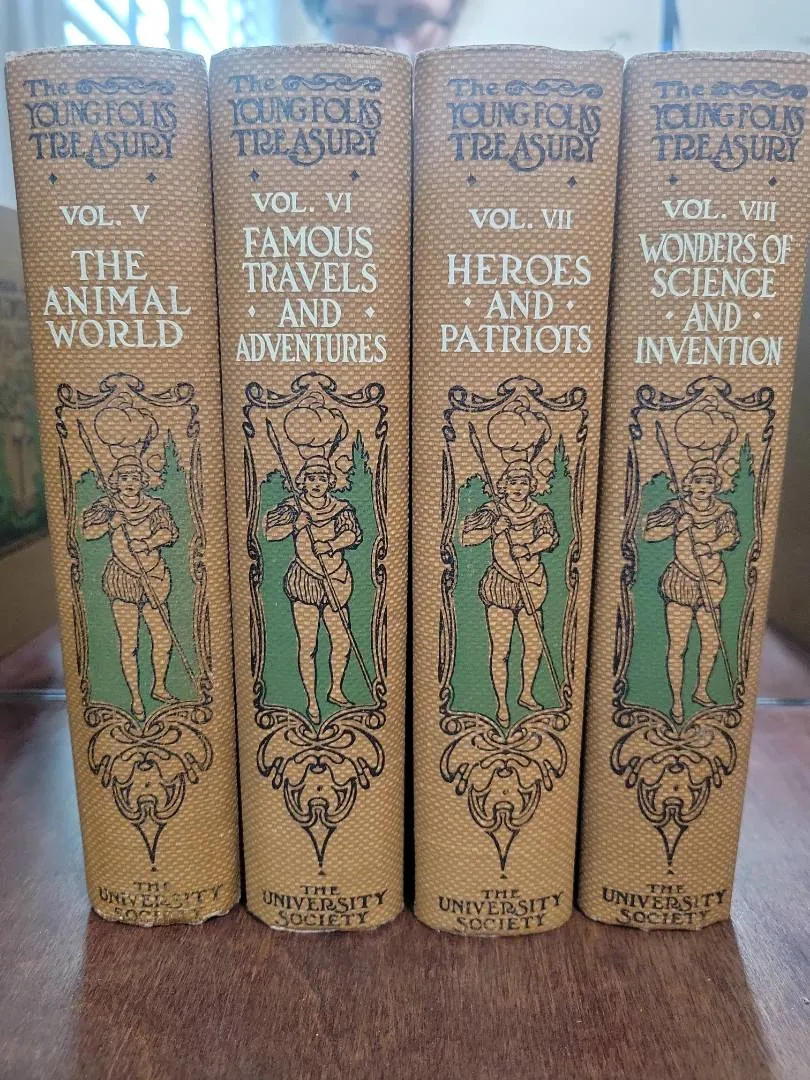 The
YOUNG FOLKS
TREASURY
VOL. V
THE
ANIMAL
WORLD
THE
UNIVERSITY
SOCIETY
The
YOUNG FOLKS
TREASURY
VOL. VI
FAMOUS
TRAVELS
· AND ·
ADVENTURES
THE
UNIVERSITY
SOCIETY
The
YOUNG FOLKS
TREASURY
VOL. VII
HEROES
· AND ·
PATRIOTS
THE
UNIVERSITY
SOCIETY
The
YOUNG FOLKS
TREASURY
VOL. VIII
WONDERS OF
SCIENCE
· AND ·
INVENTION
THE
UNIVERSITY
SOCIETY